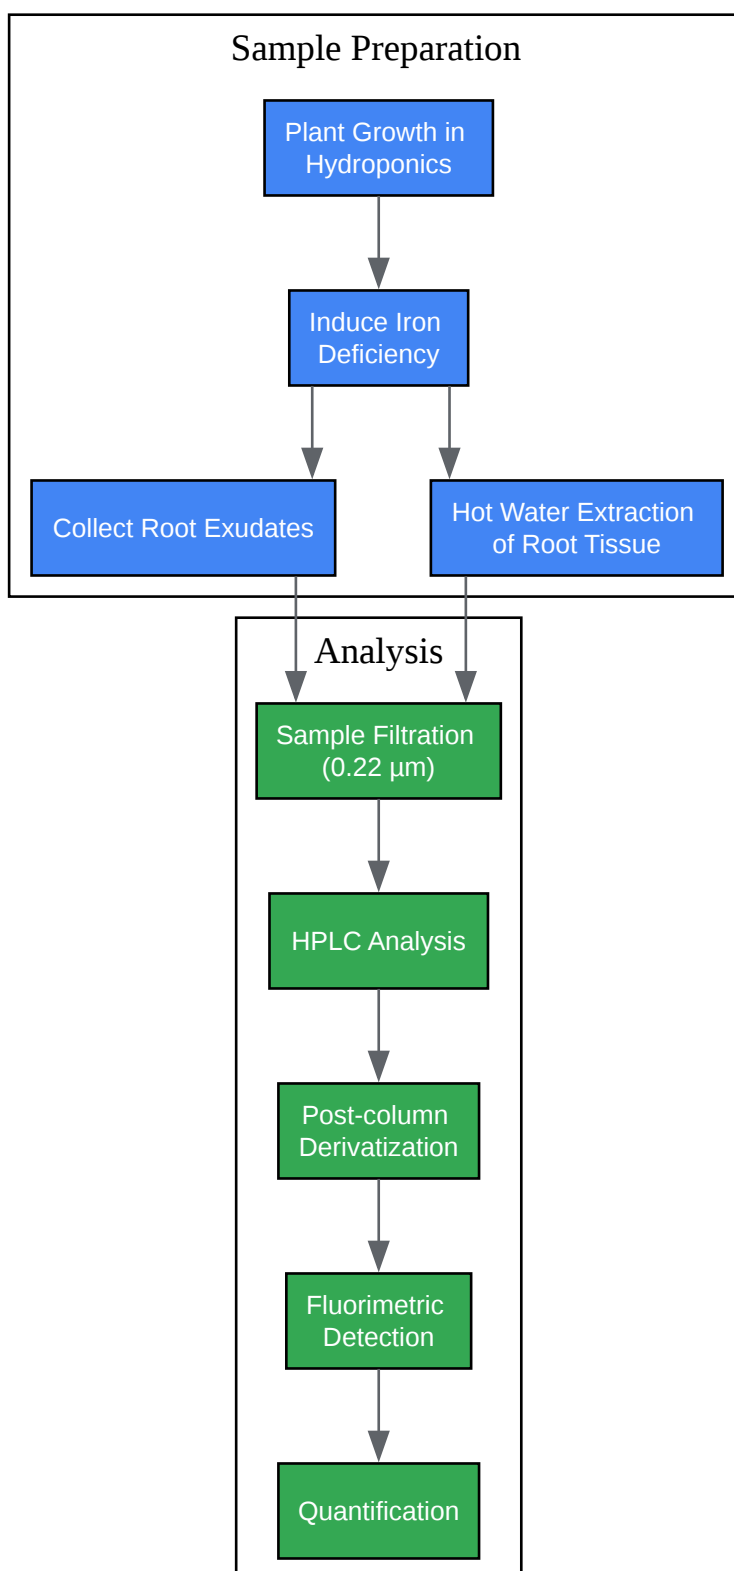 Sample Preparation
Plant Growth in
Hydroponics
Induce Iron
Deficiency
Collect Root Exudates
Hot Water Extraction
of Root Tissue
Analysis
Sample Filtration
(0.22 µm)
HPLC Analysis
Post-column
Derivatization
Fluorimetric
Detection
Quantification